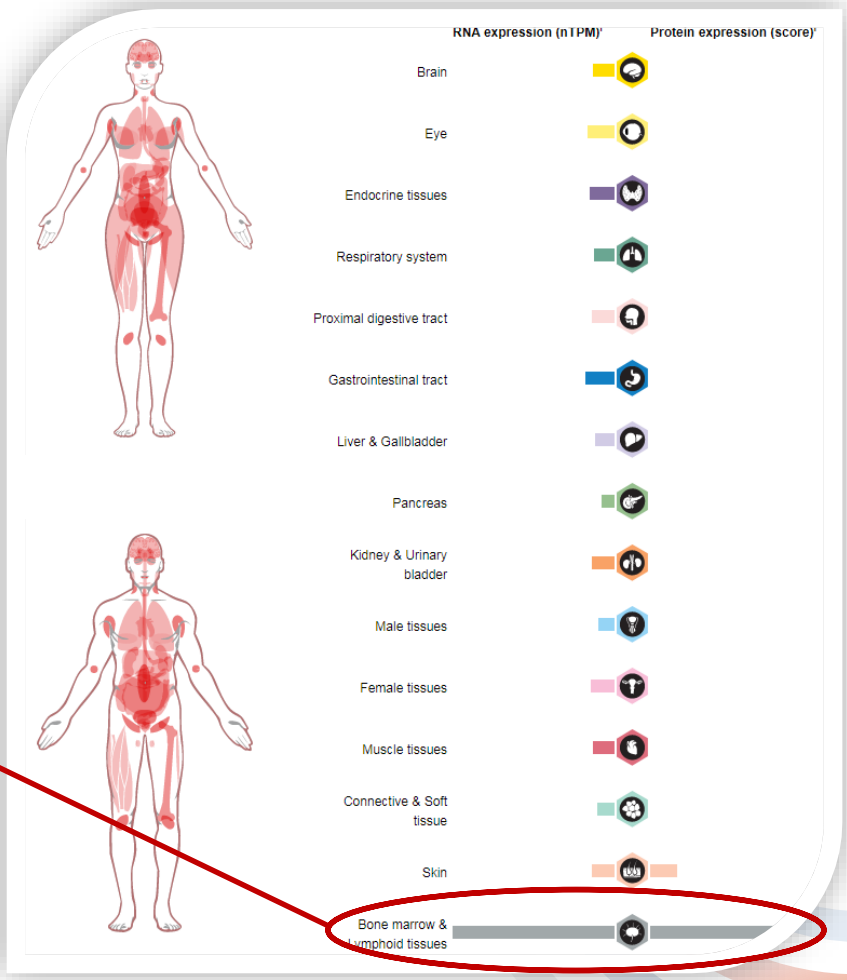 RNA expression (nTPM)ⁱ Protein expression (score)ⁱ
Brain
Eye
Endocrine tissues
Respiratory system
Proximal digestive tract
Gastrointestinal tract
Liver & Gallbladder
Pancreas
Kidney & Urinary
bladder
Male tissues
Female tissues
Muscle tissues
Connective & Soft
tissue
Skin
Bone marrow &
Lymphoid tissues